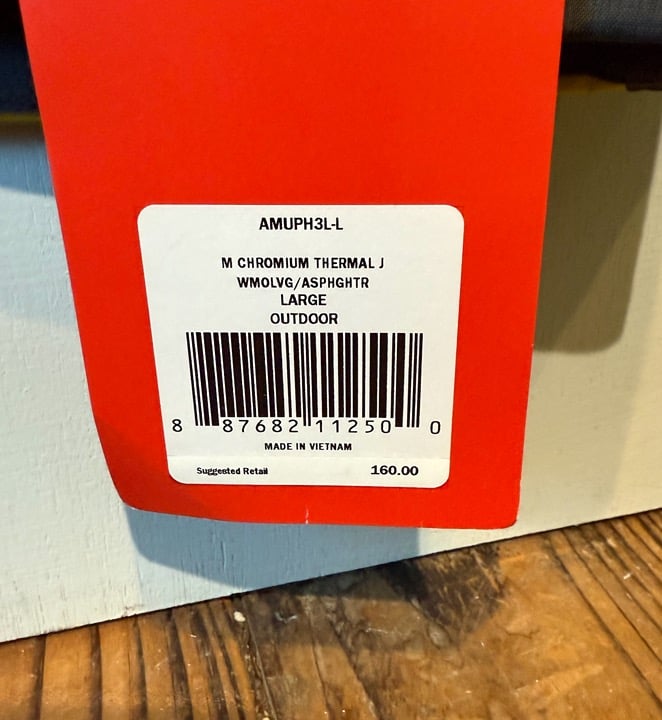 AMUPH3L-L
M CHROMIUM THERMAL J
WMOLVG/ASPHGHTR
LARGE
OUTDOOR
8 87682 11250 0
MADE IN VIETNAM
Suggested Retail 160.00